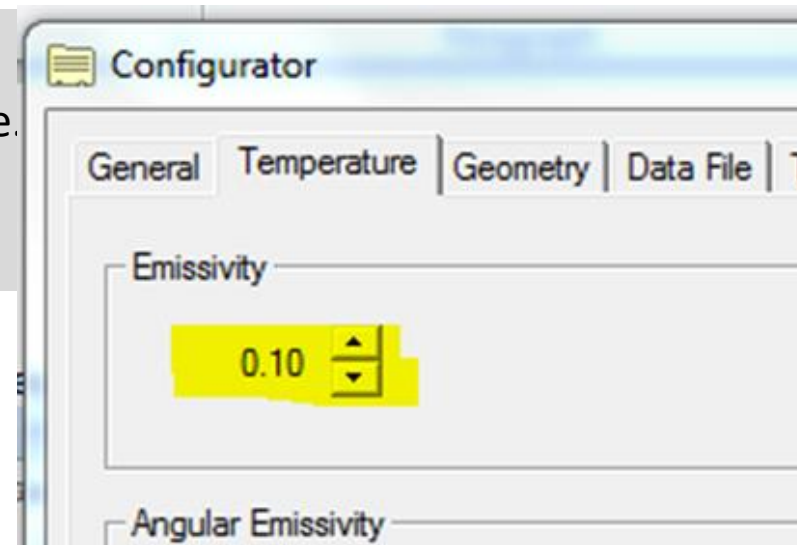 Configurator
General Temperature Geometry Data File
Emissivity
0.10
Angular Emissivity